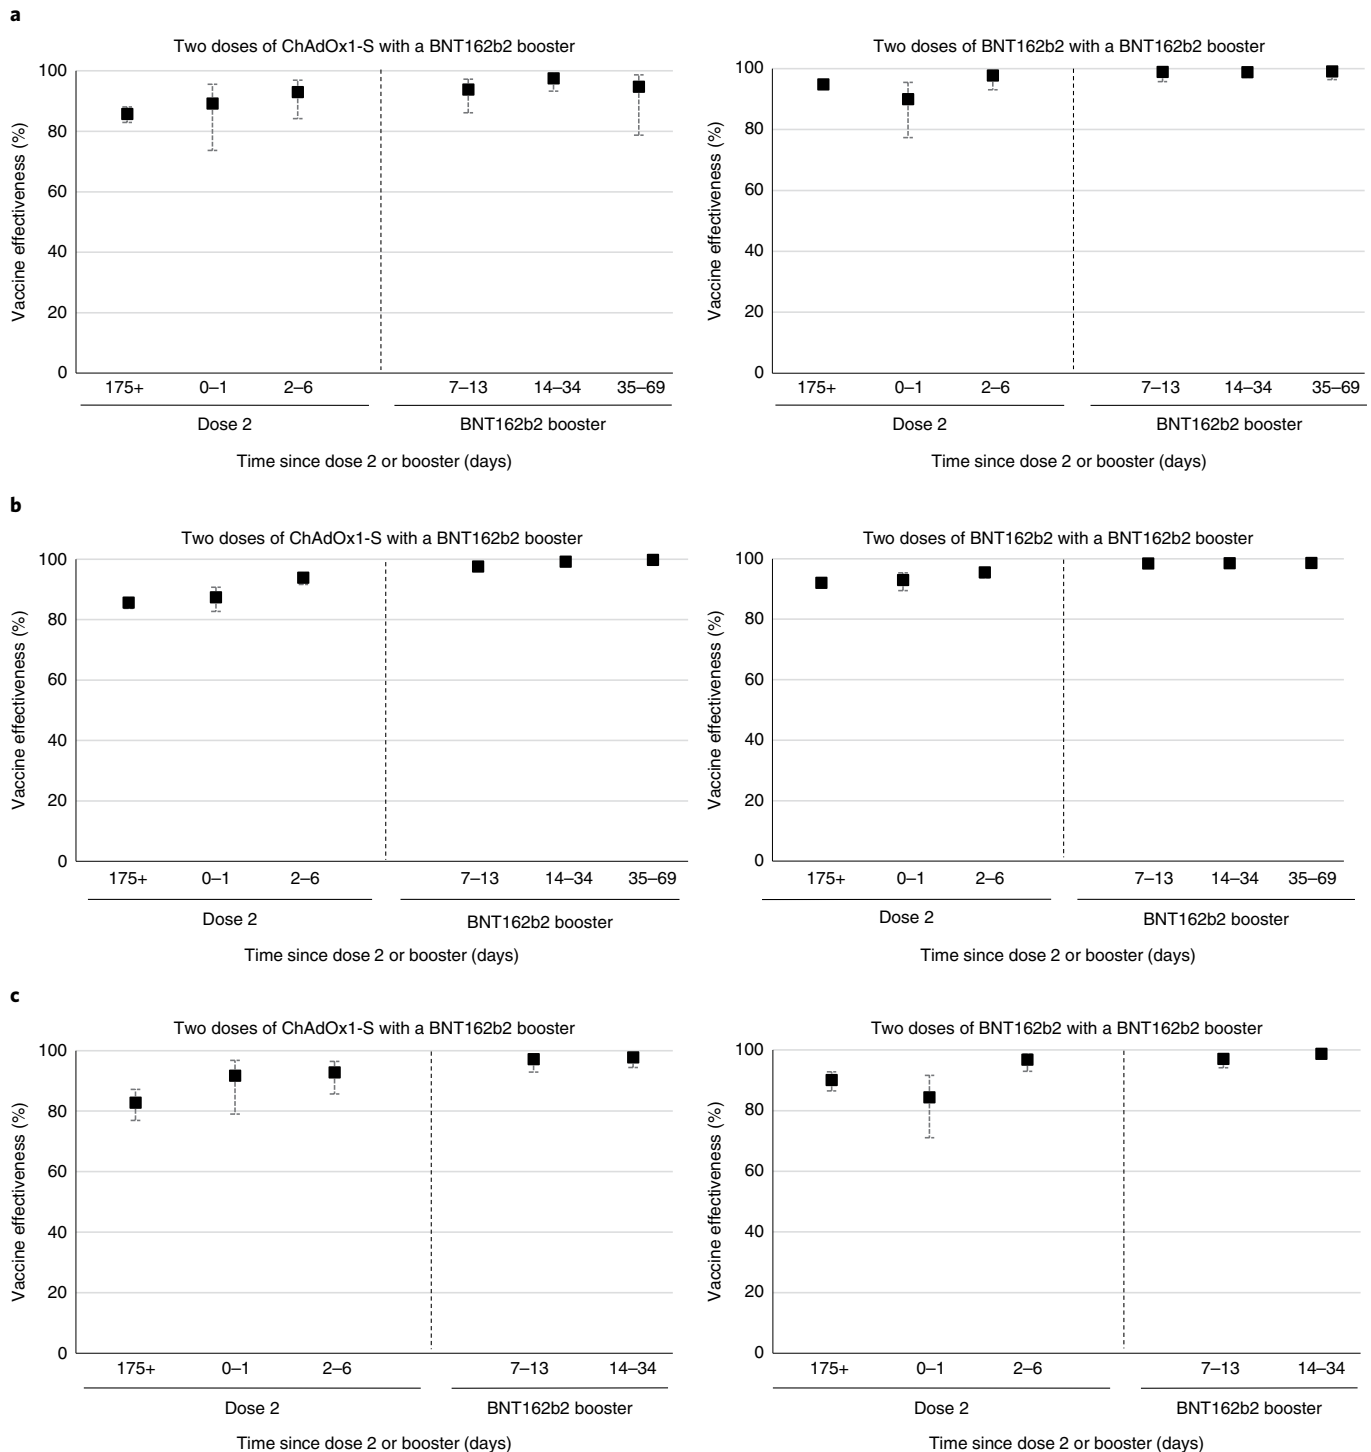 a
Two doses of ChAdOx1-S with a BNT162b2 booster
Vaccine effectiveness (%)
100
80
60
40
20
0
175+ 0–1 2–6 7–13 14–34 35–69
Dose 2 BNT162b2 booster
Time since dose 2 or booster (days)
Two doses of BNT162b2 with a BNT162b2 booster
Vaccine effectiveness (%)
100
80
60
40
20
0
175+ 0–1 2–6 7–13 14–34 35–69
Dose 2 BNT162b2 booster
Time since dose 2 or booster (days)
b
Two doses of ChAdOx1-S with a BNT162b2 booster
Vaccine effectiveness (%)
100
80
60
40
20
0
175+ 0–1 2–6 7–13 14–34 35–69
Dose 2 BNT162b2 booster
Time since dose 2 or booster (days)
Two doses of BNT162b2 with a BNT162b2 booster
Vaccine effectiveness (%)
100
80
60
40
20
0
175+ 0–1 2–6 7–13 14–34 35–69
Dose 2 BNT162b2 booster
Time since dose 2 or booster (days)
c
Two doses of ChAdOx1-S with a BNT162b2 booster
Vaccine effectiveness (%)
100
80
60
40
20
0
175+ 0–1 2–6 7–13 14–34
Dose 2 BNT162b2 booster
Time since dose 2 or booster (days)
Two doses of BNT162b2 with a BNT162b2 booster
Vaccine effectiveness (%)
100
80
60
40
20
0
175+ 0–1 2–6 7–13 14–34
Dose 2 BNT162b2 booster
Time since dose 2 or booster (days)